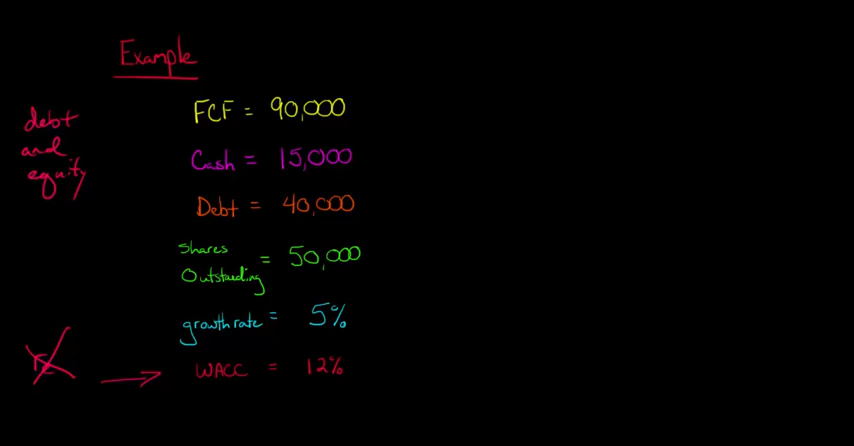 Example
debt
and
equity
FCF = 90,000
Cash = 15,000
Debt = 40,000
Shares
Outstanding = 50,000
growth rate = 5%
WACC = 12%